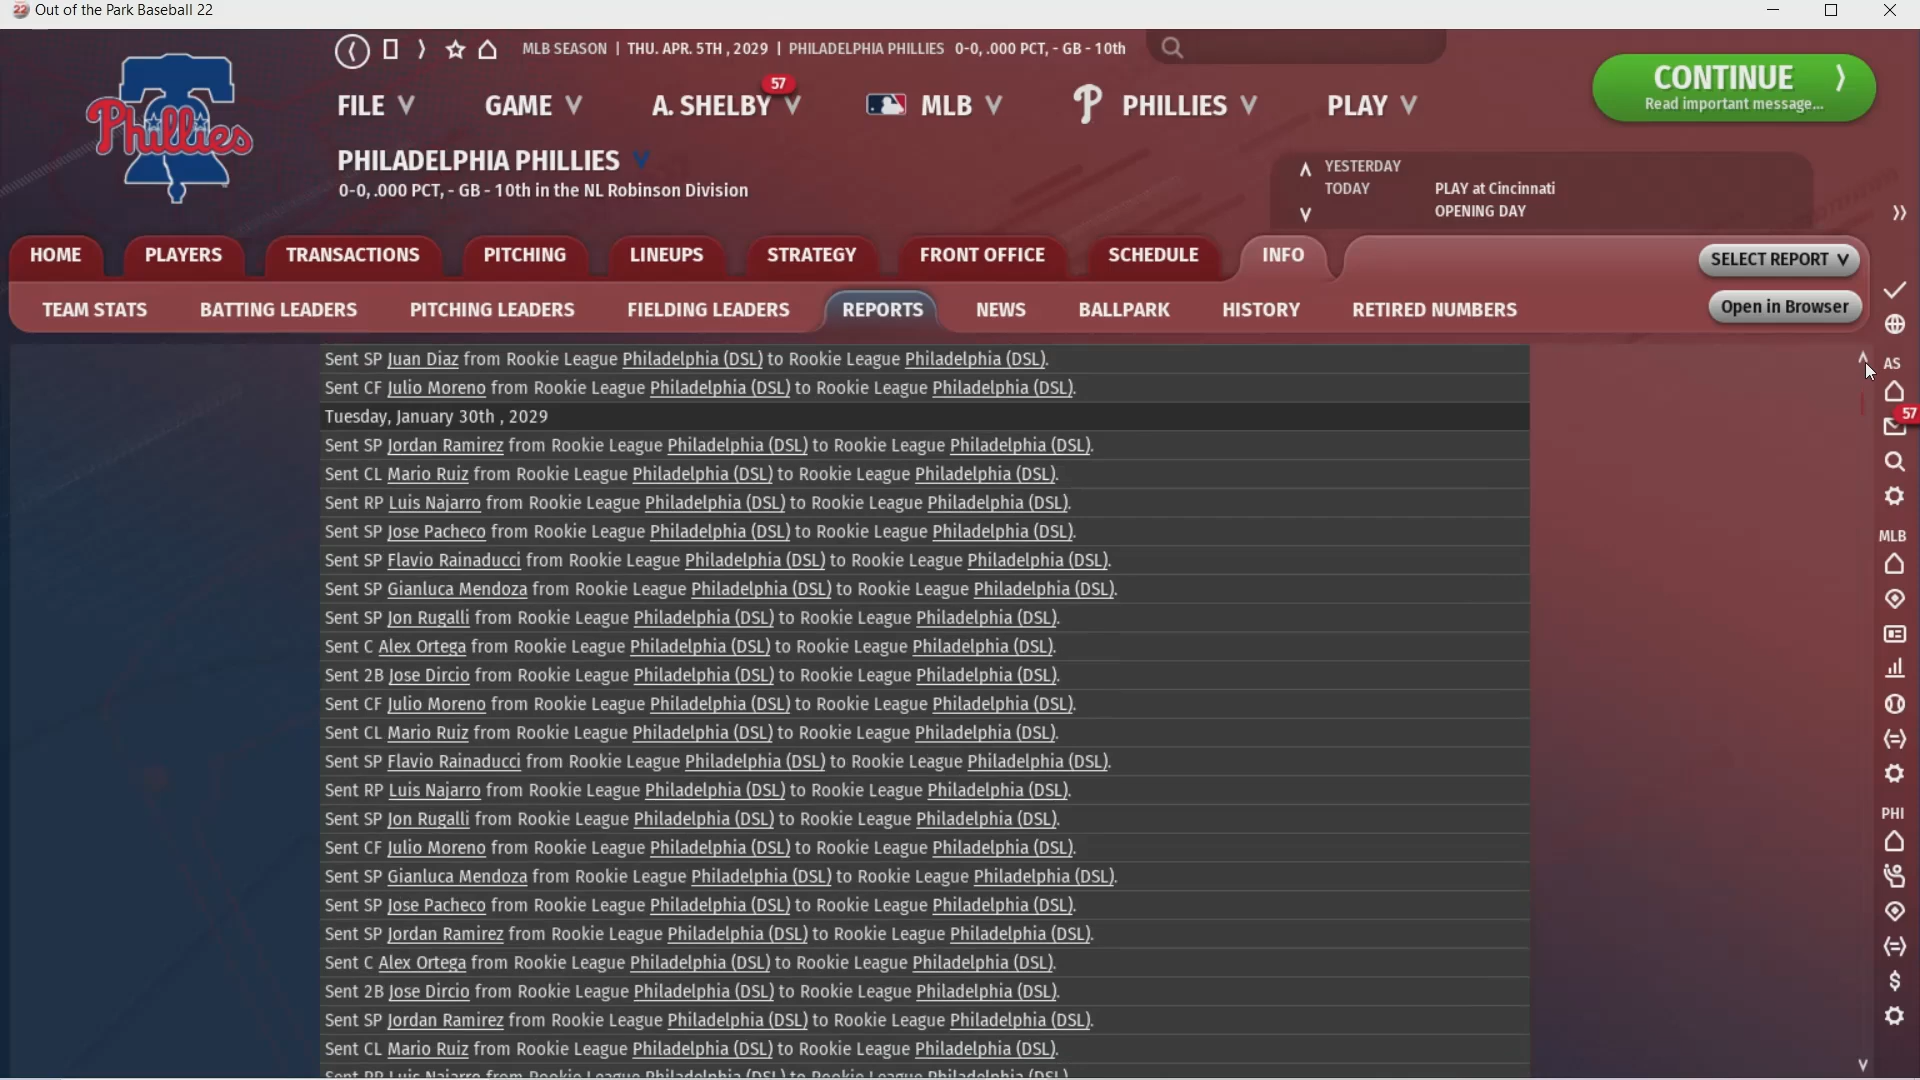 22 Out of the Park Baseball 22
MLB SEASON | THU. APR. 5TH , 2029 | PHILADELPHIA PHILLIES 0-0, .000 PCT, - GB - 10th
Phillies
57
FILE GAME A. SHELBY MLB PHILLIES PLAY
CONTINUE
Read important message...
PHILADELPHIA PHILLIES
0-0, .000 PCT, - GB - 10th in the NL Robinson Division
YESTERDAY
TODAY PLAY at Cincinnati
OPENING DAY
HOME PLAYERS TRANSACTIONS PITCHING LINEUPS STRATEGY FRONT OFFICE SCHEDULE INFO
SELECT REPORT
TEAM STATS BATTING LEADERS PITCHING LEADERS FIELDING LEADERS REPORTS NEWS BALLPARK HISTORY RETIRED NUMBERS
Open in Browser
Sent SP Juan Diaz from Rookie League Philadelphia (DSL) to Rookie League Philadelphia (DSL).
Sent CF Julio Moreno from Rookie League Philadelphia (DSL) to Rookie League Philadelphia (DSL).
Tuesday, January 30th , 2029
Sent SP Jordan Ramirez from Rookie League Philadelphia (DSL) to Rookie League Philadelphia (DSL).
Sent CL Mario Ruiz from Rookie League Philadelphia (DSL) to Rookie League Philadelphia (DSL).
Sent RP Luis Najarro from Rookie League Philadelphia (DSL) to Rookie League Philadelphia (DSL).
Sent SP Jose Pacheco from Rookie League Philadelphia (DSL) to Rookie League Philadelphia (DSL).
Sent SP Flavio Rainaducci from Rookie League Philadelphia (DSL) to Rookie League Philadelphia (DSL).
Sent SP Gianluca Mendoza from Rookie League Philadelphia (DSL) to Rookie League Philadelphia (DSL).
Sent SP Jon Rugalli from Rookie League Philadelphia (DSL) to Rookie League Philadelphia (DSL).
Sent C Alex Ortega from Rookie League Philadelphia (DSL) to Rookie League Philadelphia (DSL).
Sent 2B Jose Dircio from Rookie League Philadelphia (DSL) to Rookie League Philadelphia (DSL).
Sent CF Julio Moreno from Rookie League Philadelphia (DSL) to Rookie League Philadelphia (DSL).
Sent CL Mario Ruiz from Rookie League Philadelphia (DSL) to Rookie League Philadelphia (DSL).
Sent SP Flavio Rainaducci from Rookie League Philadelphia (DSL) to Rookie League Philadelphia (DSL).
Sent RP Luis Najarro from Rookie League Philadelphia (DSL) to Rookie League Philadelphia (DSL).
Sent SP Jon Rugalli from Rookie League Philadelphia (DSL) to Rookie League Philadelphia (DSL).
Sent CF Julio Moreno from Rookie League Philadelphia (DSL) to Rookie League Philadelphia (DSL).
Sent SP Gianluca Mendoza from Rookie League Philadelphia (DSL) to Rookie League Philadelphia (DSL).
Sent SP Jose Pacheco from Rookie League Philadelphia (DSL) to Rookie League Philadelphia (DSL).
Sent SP Jordan Ramirez from Rookie League Philadelphia (DSL) to Rookie League Philadelphia (DSL).
Sent C Alex Ortega from Rookie League Philadelphia (DSL) to Rookie League Philadelphia (DSL).
Sent 2B Jose Dircio from Rookie League Philadelphia (DSL) to Rookie League Philadelphia (DSL).
Sent SP Jordan Ramirez from Rookie League Philadelphia (DSL) to Rookie League Philadelphia (DSL).
Sent CL Mario Ruiz from Rookie League Philadelphia (DSL) to Rookie League Philadelphia (DSL).
Sent RP Luis Najarro from Rookie League Philadelphia (DSL) to Rookie League Philadelphia (DSL).
AS
57
MLB
PHI